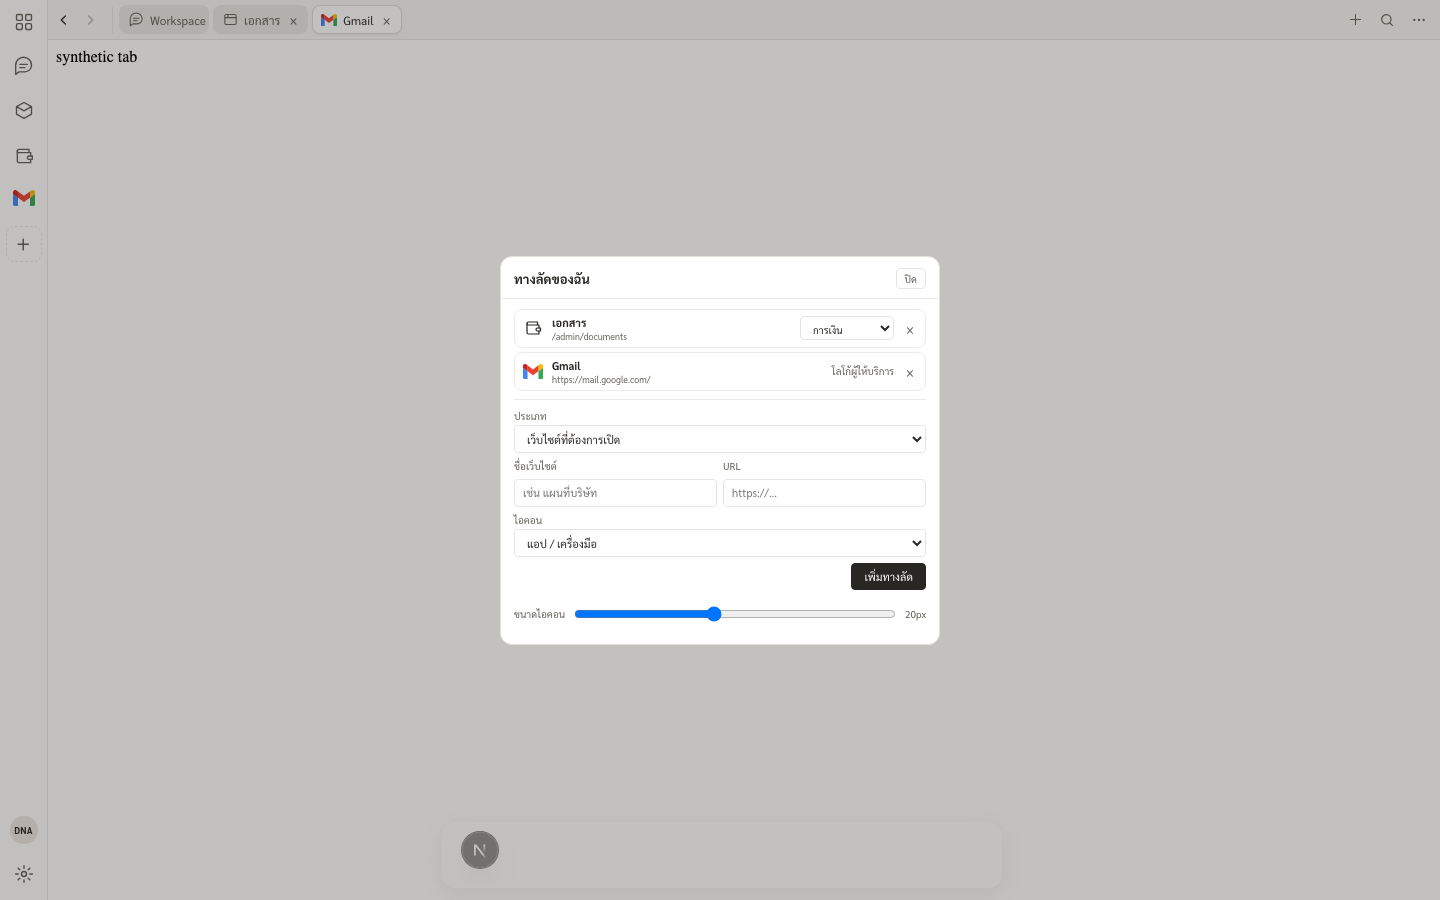 Workspace
เอกสาร
Gmail
synthetic tab
ทางลัดของฉัน
ปิด
เอกสาร
/admin/documents
การเงิน
Gmail
https://mail.google.com/
โลโก้ผู้ให้บริการ
ประเภท
เว็บไซต์ที่ต้องการเปิด
ชื่อเว็บไซต์
URL
เช่น แผนที่บริษัท
https://...
ไอคอน
แอป / เครื่องมือ
เพิ่มทางลัด
ขนาดไอคอน
20px
DNA
N